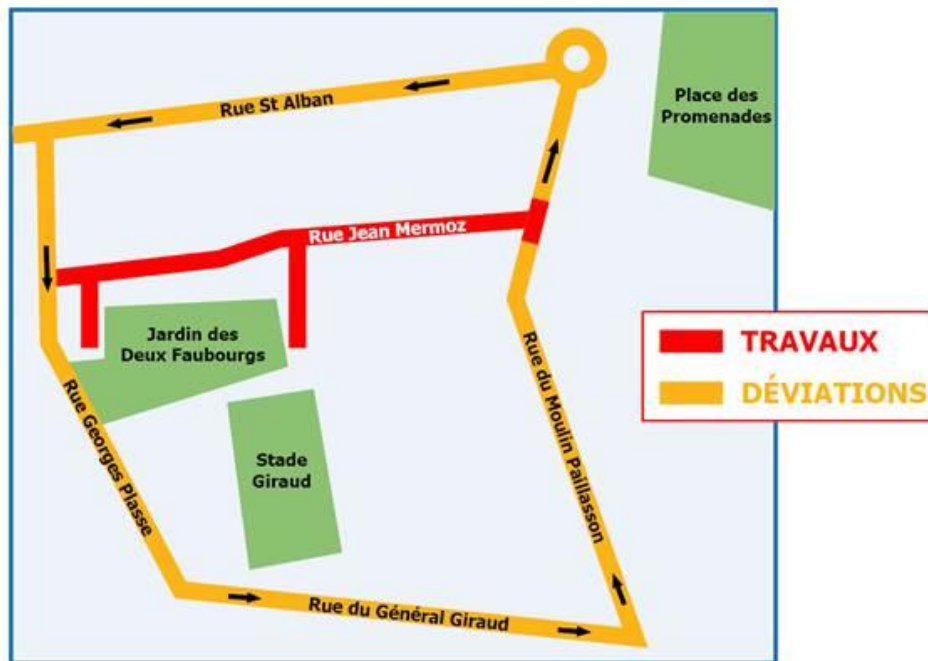 Rue St Alban
Place des
Promenades
Rue Jean Mermoz
Jardin des
Deux Faubourgs
TRAVAUX
DÉVIATIONS
Rue Georges Plasse
Rue du Moulin Paillasson
Stade
Giraud
Rue du Général Giraud